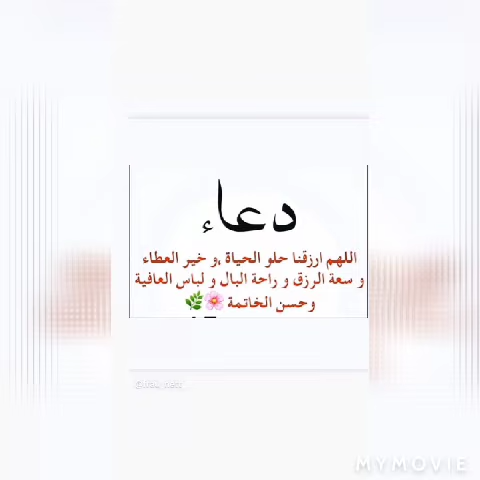 دعاء
اللهم ارزقنا حلو الحياة ،و خير العطاء
و سعة الرزق و راحة البال و لباس العافية
وحسن الخاتمة 🌸🌿
MYMOVIE